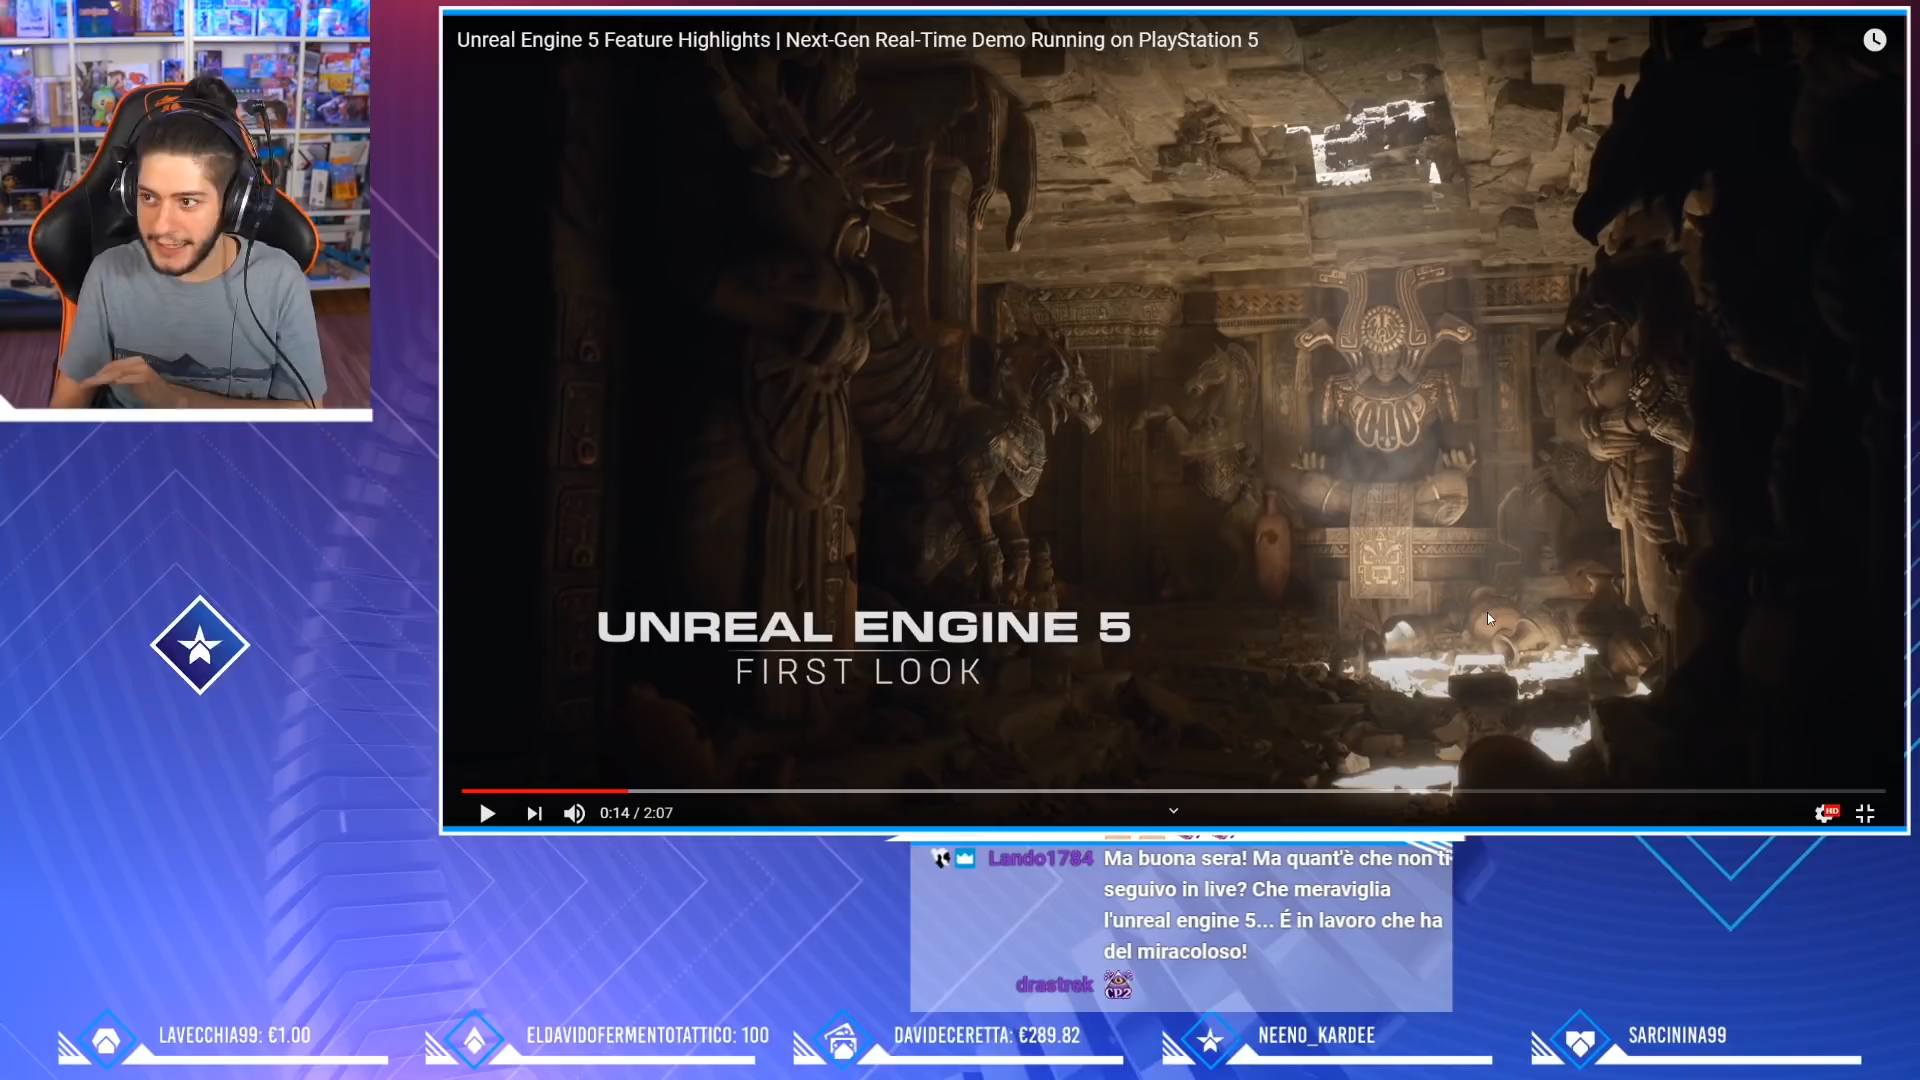 Unreal Engine 5 Feature Highlights | Next-Gen Real-Time Demo Running on PlayStation 5
UNREAL ENGINE 5
FIRST LOOK
0:14 / 2:07
HD
Lando1784 Ma buona sera! Ma quant'è che non ti
seguivo in live? Che meraviglia
l'unreal engine 5... É in lavoro che ha
del miracoloso!
drastrek CP2
LAVECCHIA99: €1.00
ELDAVIDOFERMENTOTATTICO: 100
DAVIDECERETTA: €289.82
NEENO_KARDEE
SARCININA99